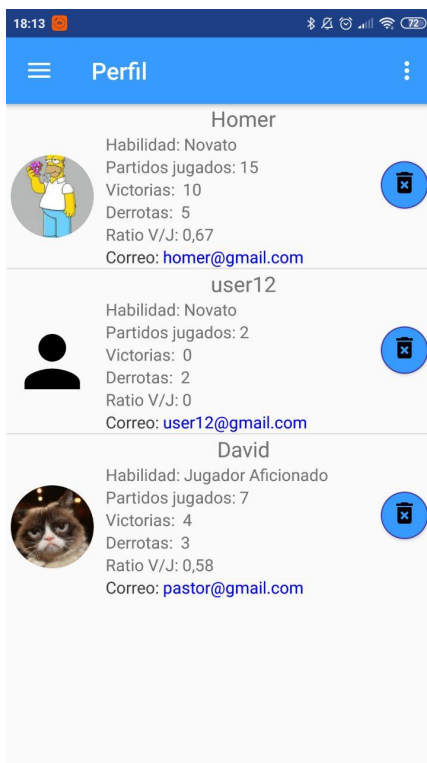 18:13
72
Perfil
Homer
Habilidad: Novato
Partidos jugados: 15
Victorias: 10
Derrotas: 5
Ratio V/J: 0,67
Correo: homer@gmail.com
user12
Habilidad: Novato
Partidos jugados: 2
Victorias: 0
Derrotas: 2
Ratio V/J: 0
Correo: user12@gmail.com
David
Habilidad: Jugador Aficionado
Partidos jugados: 7
Victorias: 4
Derrotas: 3
Ratio V/J: 0,58
Correo: pastor@gmail.com